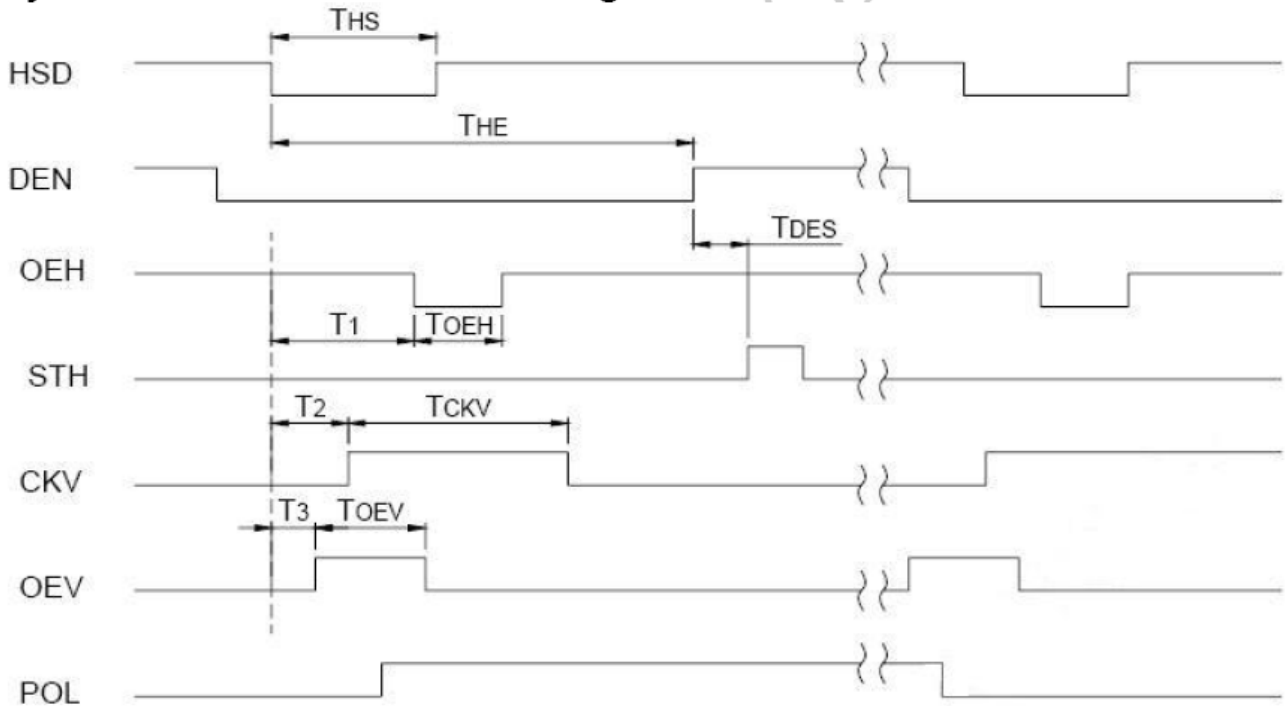 THS
HSD
THE
DEN
TDES
OEH
T1 TOEH
STH
T2 TCKV
CKV
T3 TOEV
OEV
POL